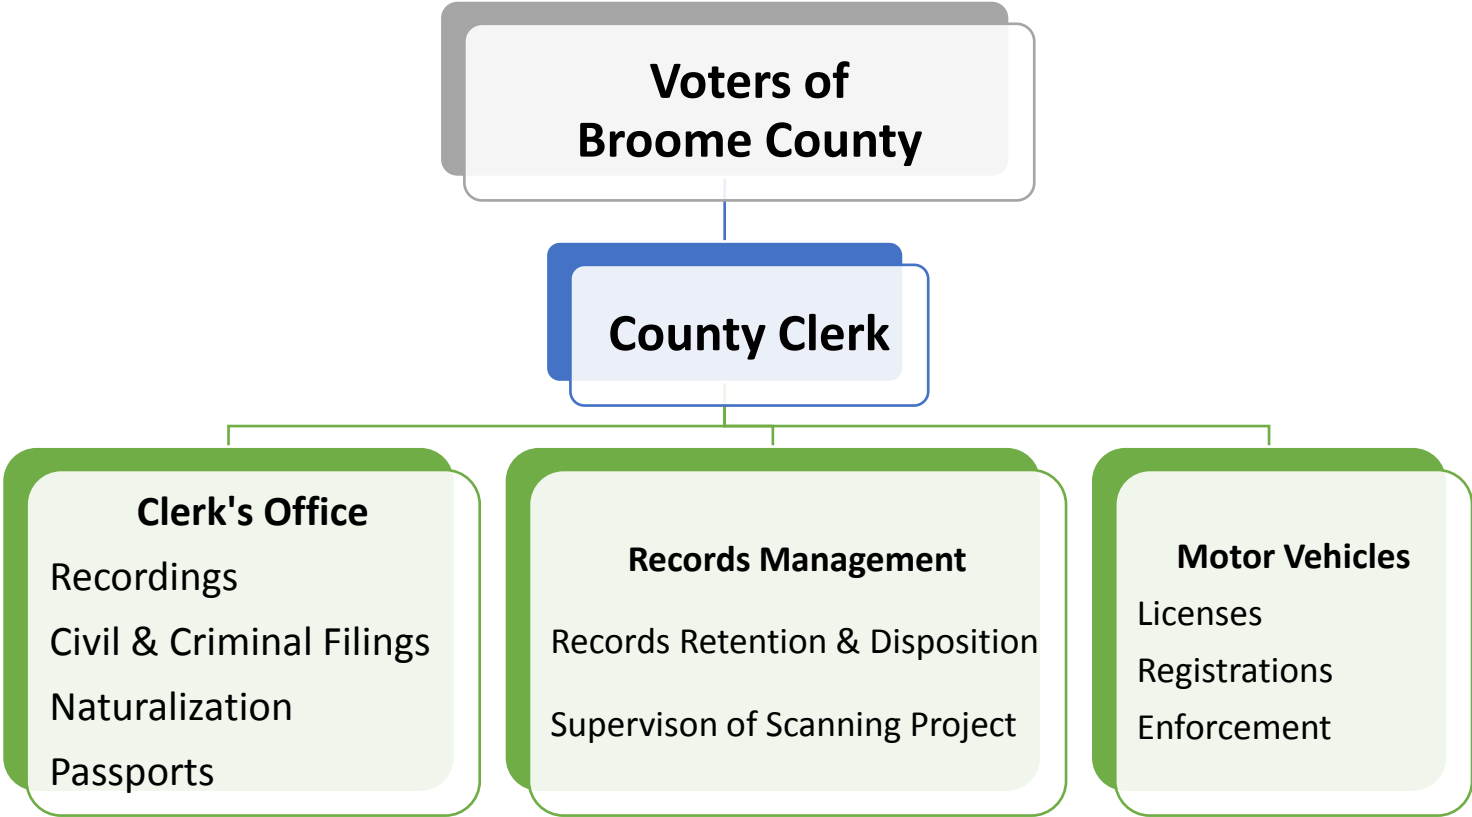 Voters of
Broome County
County Clerk
Clerk's Office
Recordings
Civil & Criminal Filings
Naturalization
Passports
Records Management
Records Retention & Disposition
Supervison of Scanning Project
Motor Vehicles
Licenses
Registrations
Enforcement